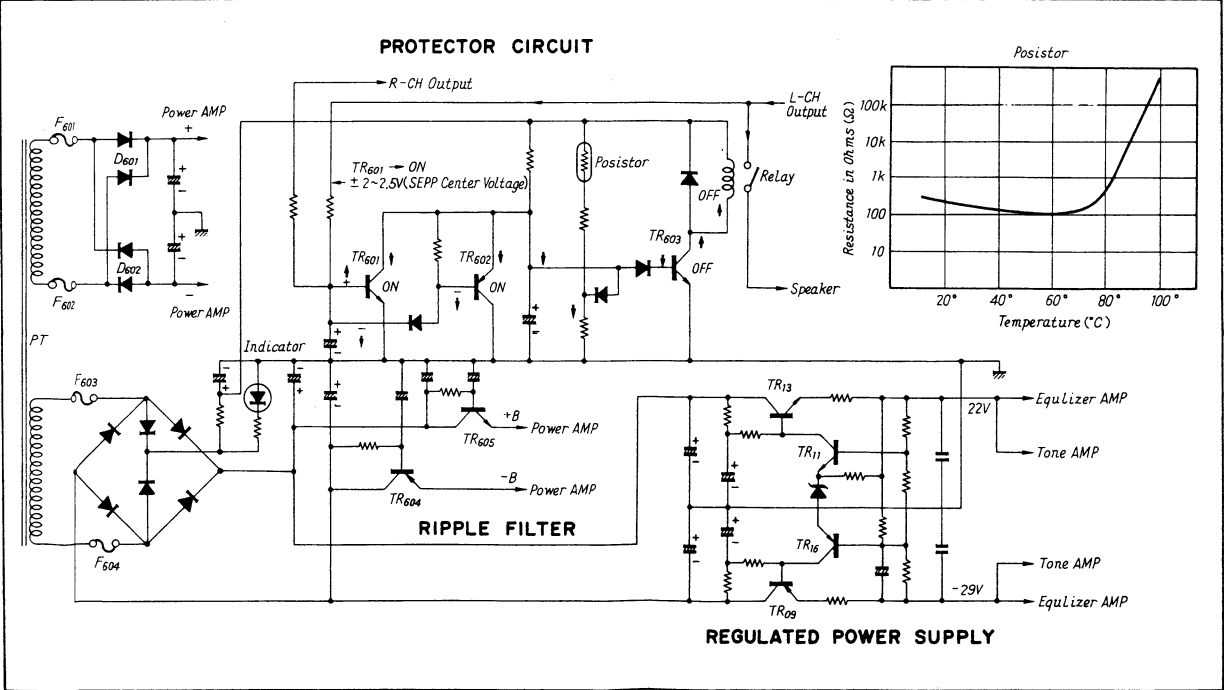 PROTECTOR CIRCUIT
R-CH Output
L-CH
Output
Power AMP
+
F601
D601
TR601 → ON
± 2~2.5V(SEPP Center Voltage)
Posistor
OFF
Relay
TR601
ON
TR602
ON
TR603
OFF
D602
F602
−
Power AMP
Speaker
PT
Indicator
F603
+B
Power AMP
TR605
−B
Power AMP
TR604
F604
RIPPLE FILTER
TR13
22V
Equlizer AMP
TR11
Tone AMP
TR16
Tone AMP
-29V
Equlizer AMP
TR09
REGULATED POWER SUPPLY
Posistor
Resistance in Ohms (Ω)
100k
10k
1k
100
10
20° 40° 60° 80° 100°
Temperature (°C)